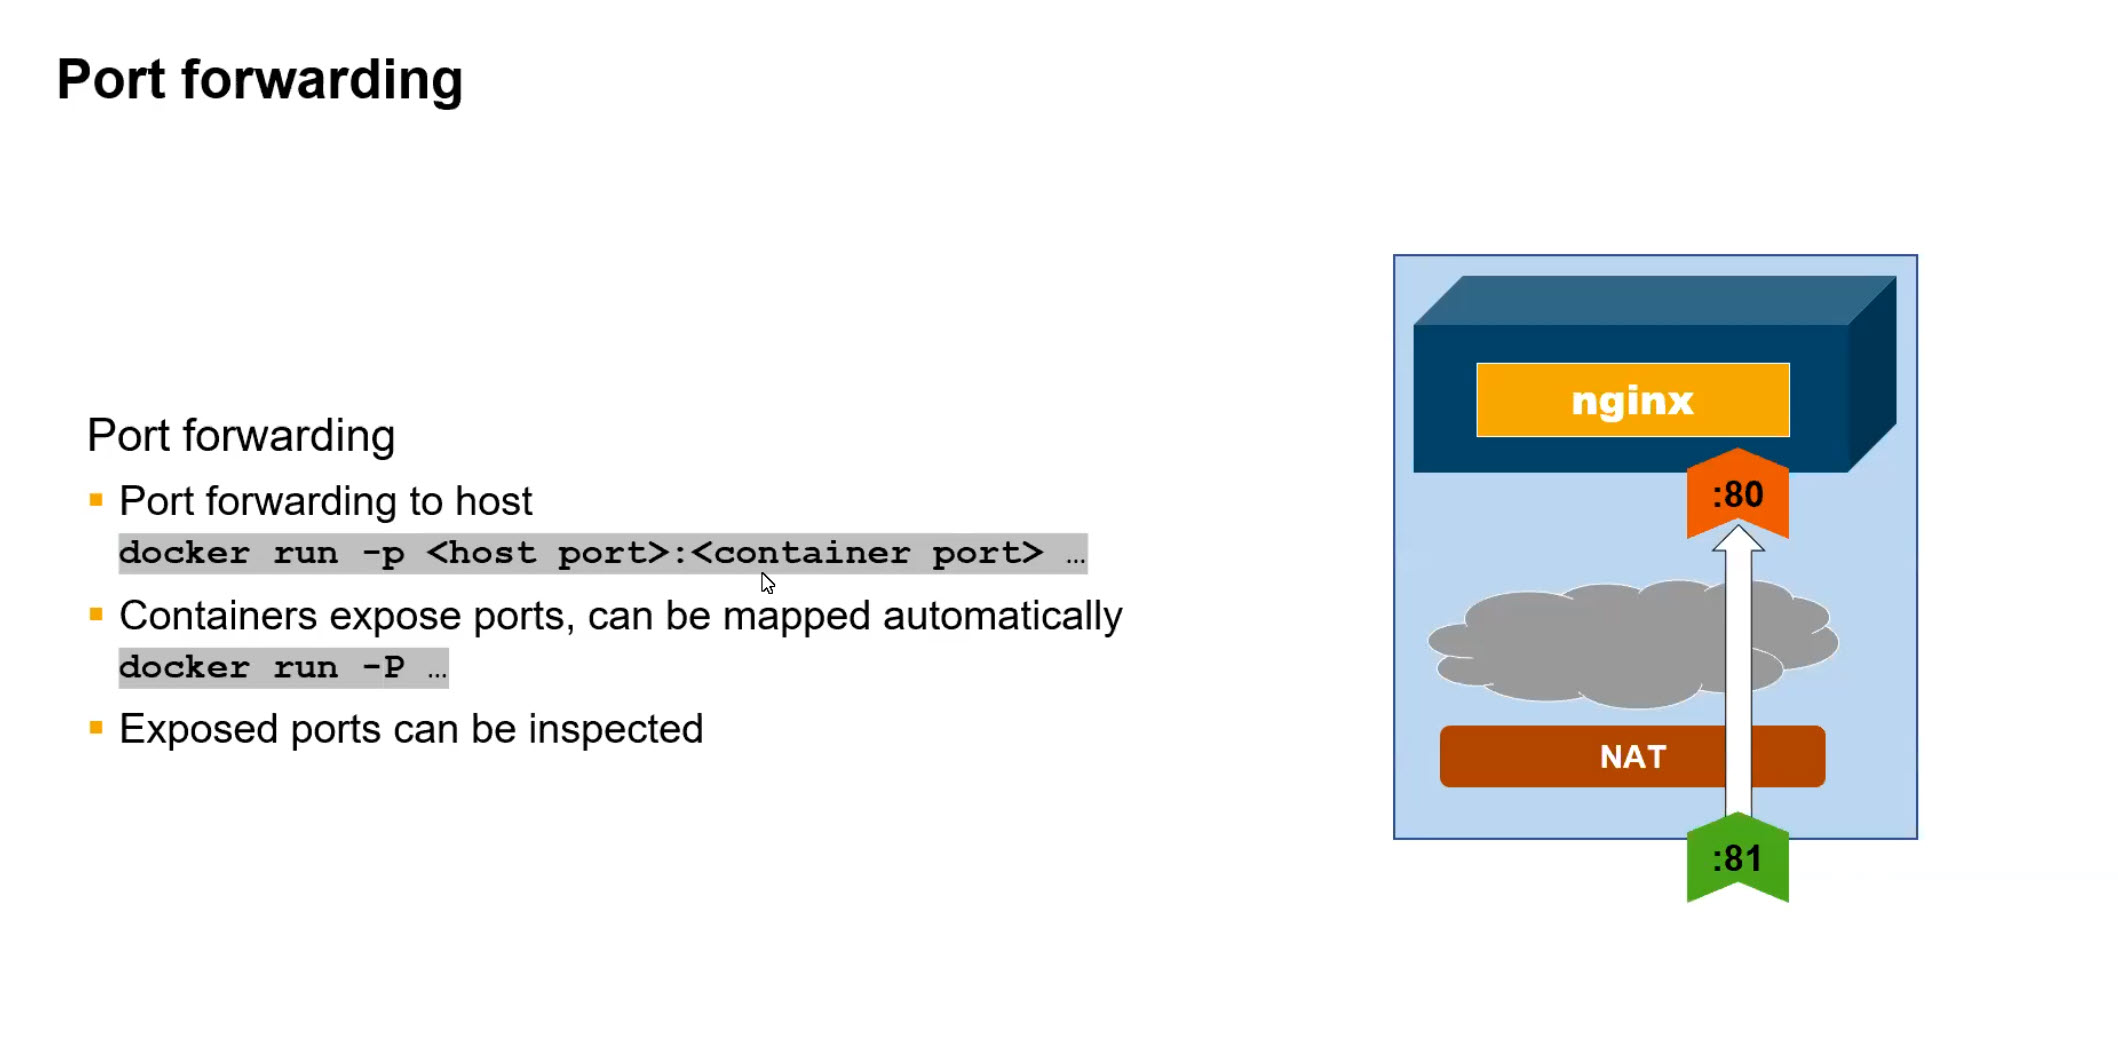 Port forwarding
Port forwarding
Port forwarding to host
docker run -p <host port>:<container port> …
Containers expose ports, can be mapped automatically
docker run -P …
Exposed ports can be inspected
nginx
:80
NAT
:81